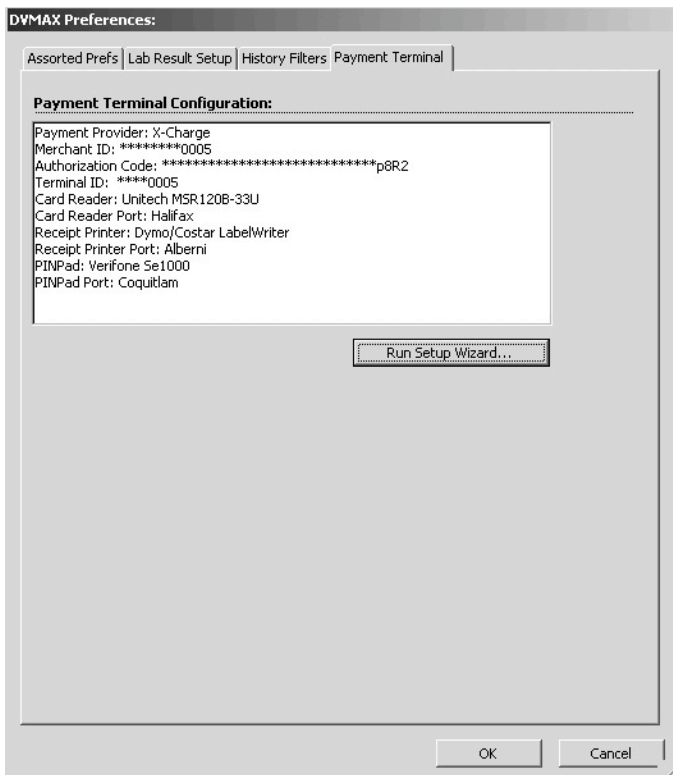 DVMAX Preferences:
Assorted Prefs Lab Result Setup History Filters Payment Terminal
Payment Terminal Configuration:
Payment Provider: X-Charge
Merchant ID: ********0005
Authorization Code: ****************************p8R2
Terminal ID: ****0005
Card Reader: Unitech MSR120B-33U
Card Reader Port: Halifax
Receipt Printer: Dymo/Costar LabelWriter
Receipt Printer Port: Alberni
PINPad: Verifone Se1000
PINPad Port: Coquitlam
Run Setup Wizard...
OK Cancel